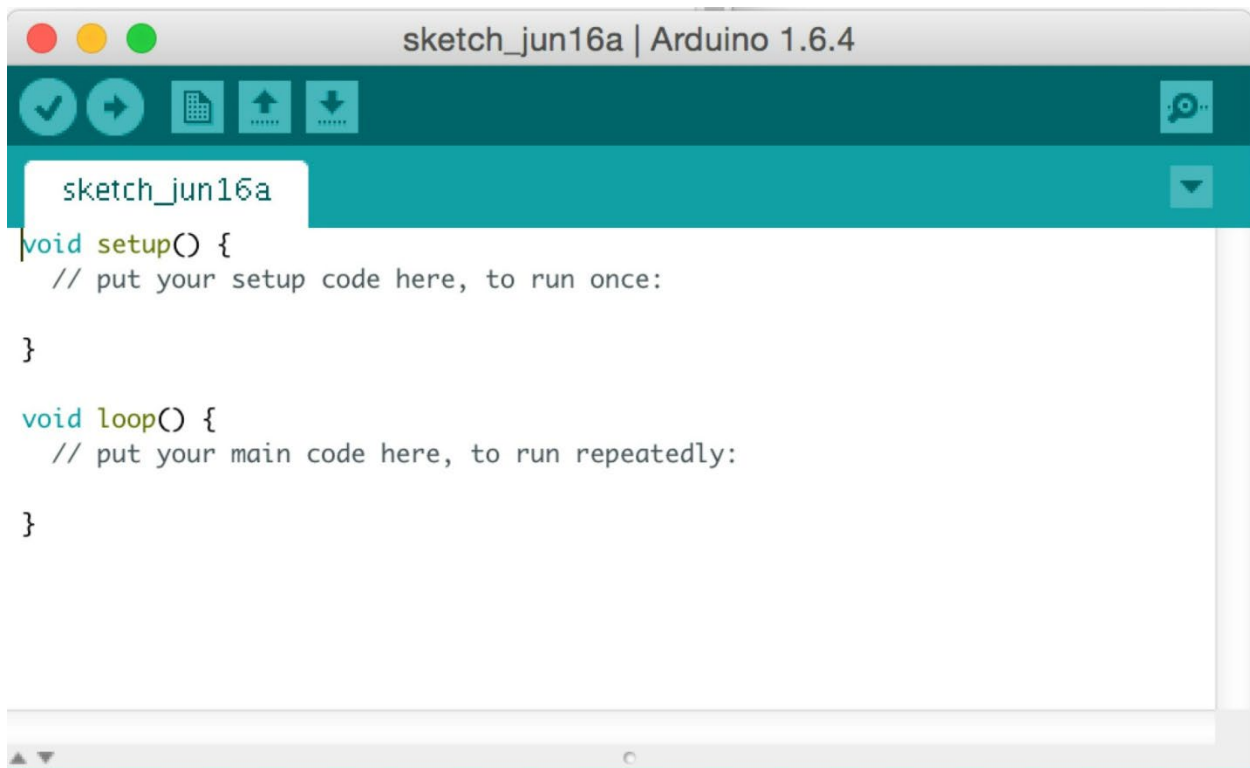 sketch_jun16a | Arduino 1.6.4
sketch_jun16a
void setup() {
  // put your setup code here, to run once:
}
void loop() {
  // put your main code here, to run repeatedly:
}